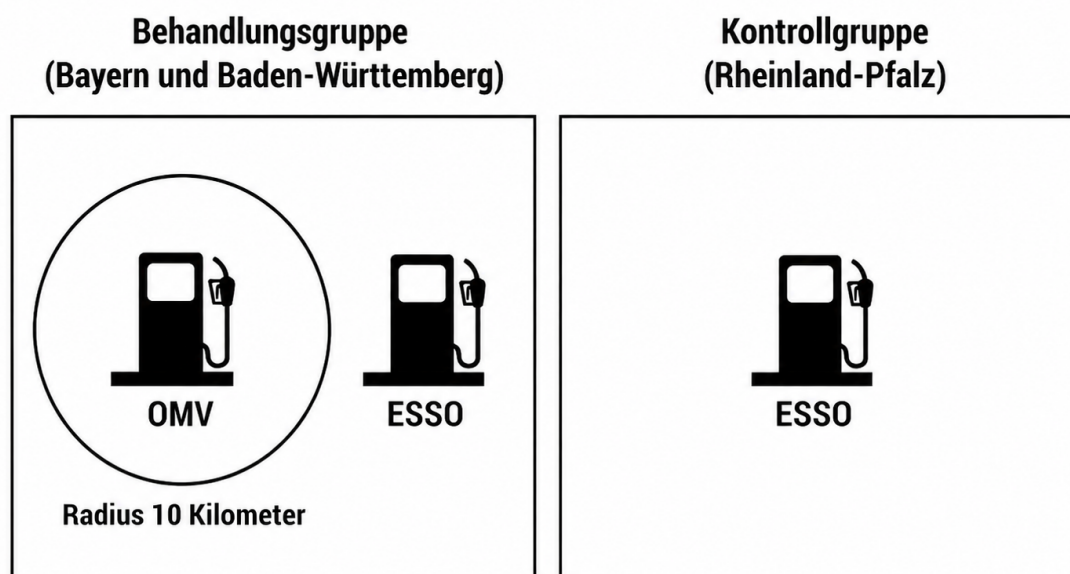 Behandlungsgruppe
(Bayern und Baden-Württemberg)
OMV
ESSO
Radius 10 Kilometer
Kontrollgruppe
(Rheinland-Pfalz)
ESSO